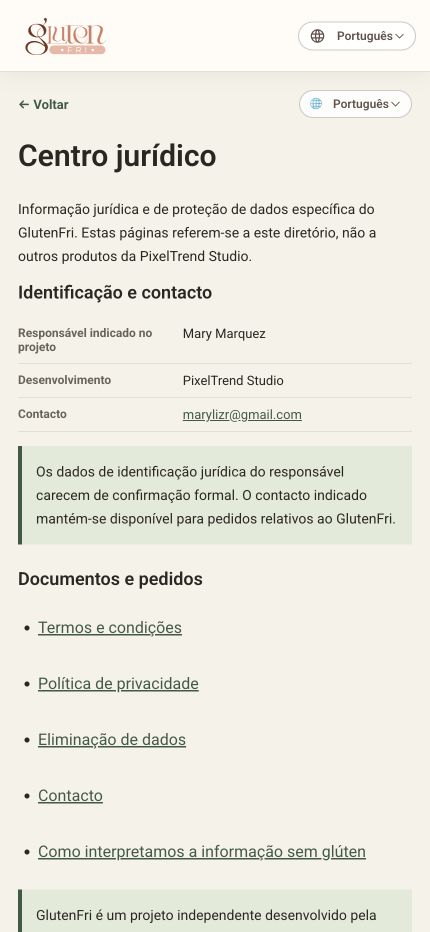 gluten
• FRI •
Português
← Voltar
Português
Centro jurídico
Informação jurídica e de proteção de dados específica do
GlutenFri. Estas páginas referem-se a este diretório, não a
outros produtos da PixelTrend Studio.
Identificação e contacto
Responsável indicado no
projeto
Mary Marquez
Desenvolvimento
PixelTrend Studio
Contacto
marylizr@gmail.com
Os dados de identificação jurídica do responsável
carecem de confirmação formal. O contacto indicado
mantém-se disponível para pedidos relativos ao GlutenFri.
Documentos e pedidos
• Termos e condições
• Política de privacidade
• Eliminação de dados
• Contacto
• Como interpretamos a informação sem glúten
GlutenFri é um projeto independente desenvolvido pela